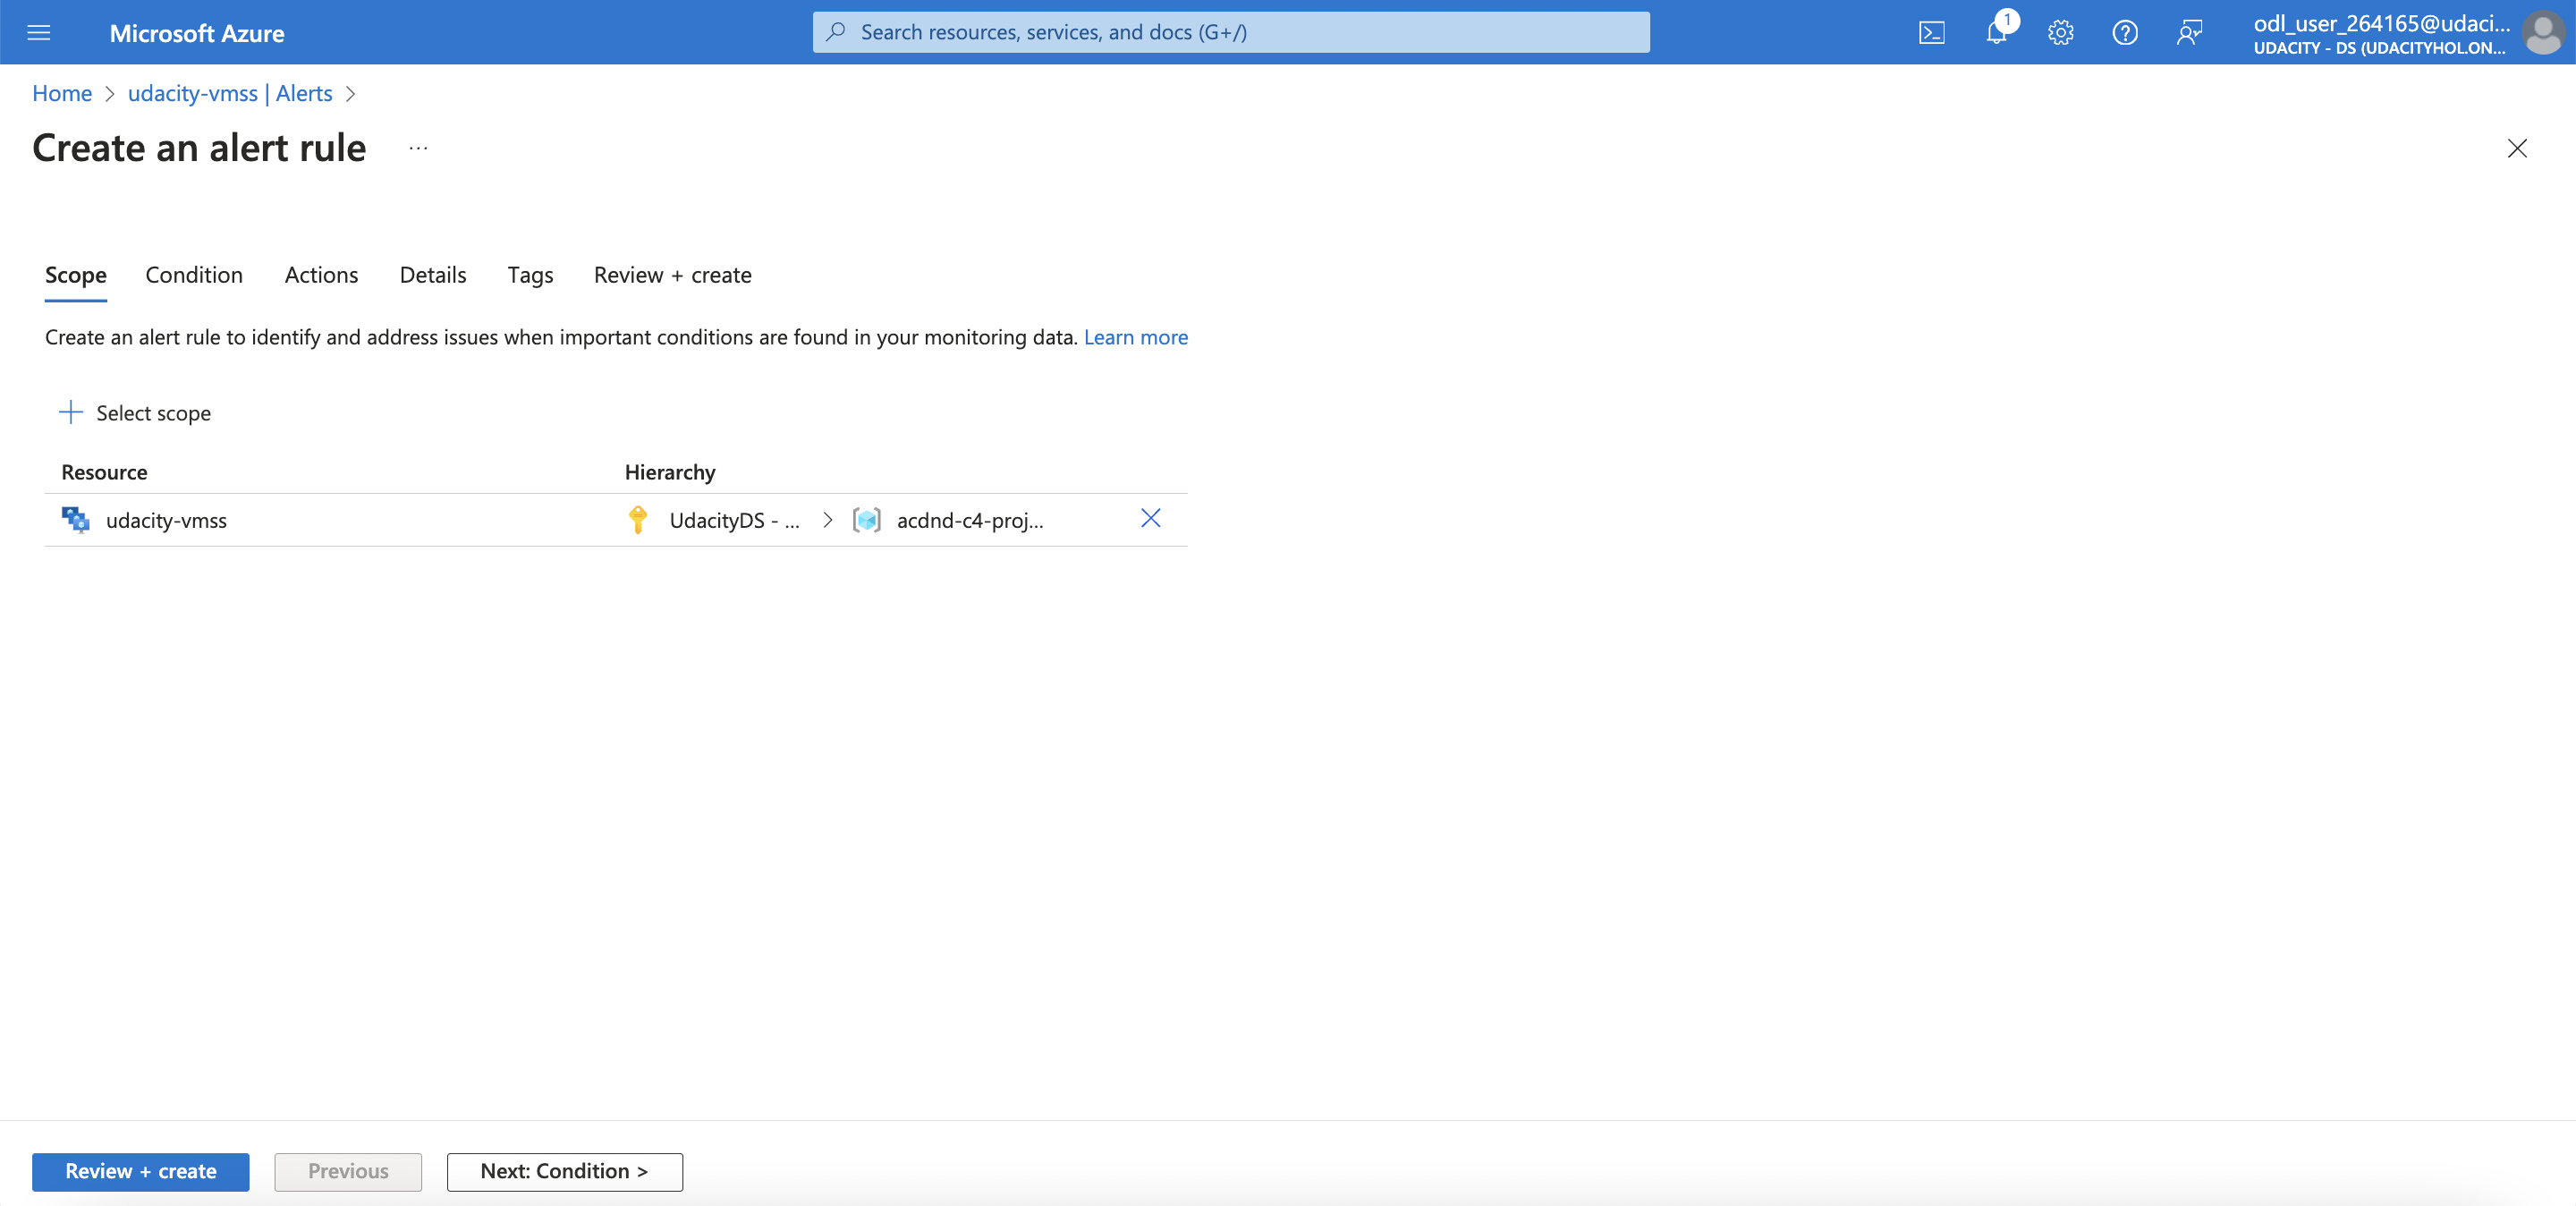 Microsoft Azure
Search resources, services, and docs (G+/)
1
odl_user_264165@udaci...
UDACITY - DS (UDACITYHOL.ON...
Home > udacity-vmss | Alerts >
Create an alert rule ...
Scope Condition Actions Details Tags Review + create
Create an alert rule to identify and address issues when important conditions are found in your monitoring data. Learn more
+ Select scope
Resource Hierarchy
udacity-vmss UdacityDS - ... > acdnd-c4-proj...
Review + create Previous Next: Condition >